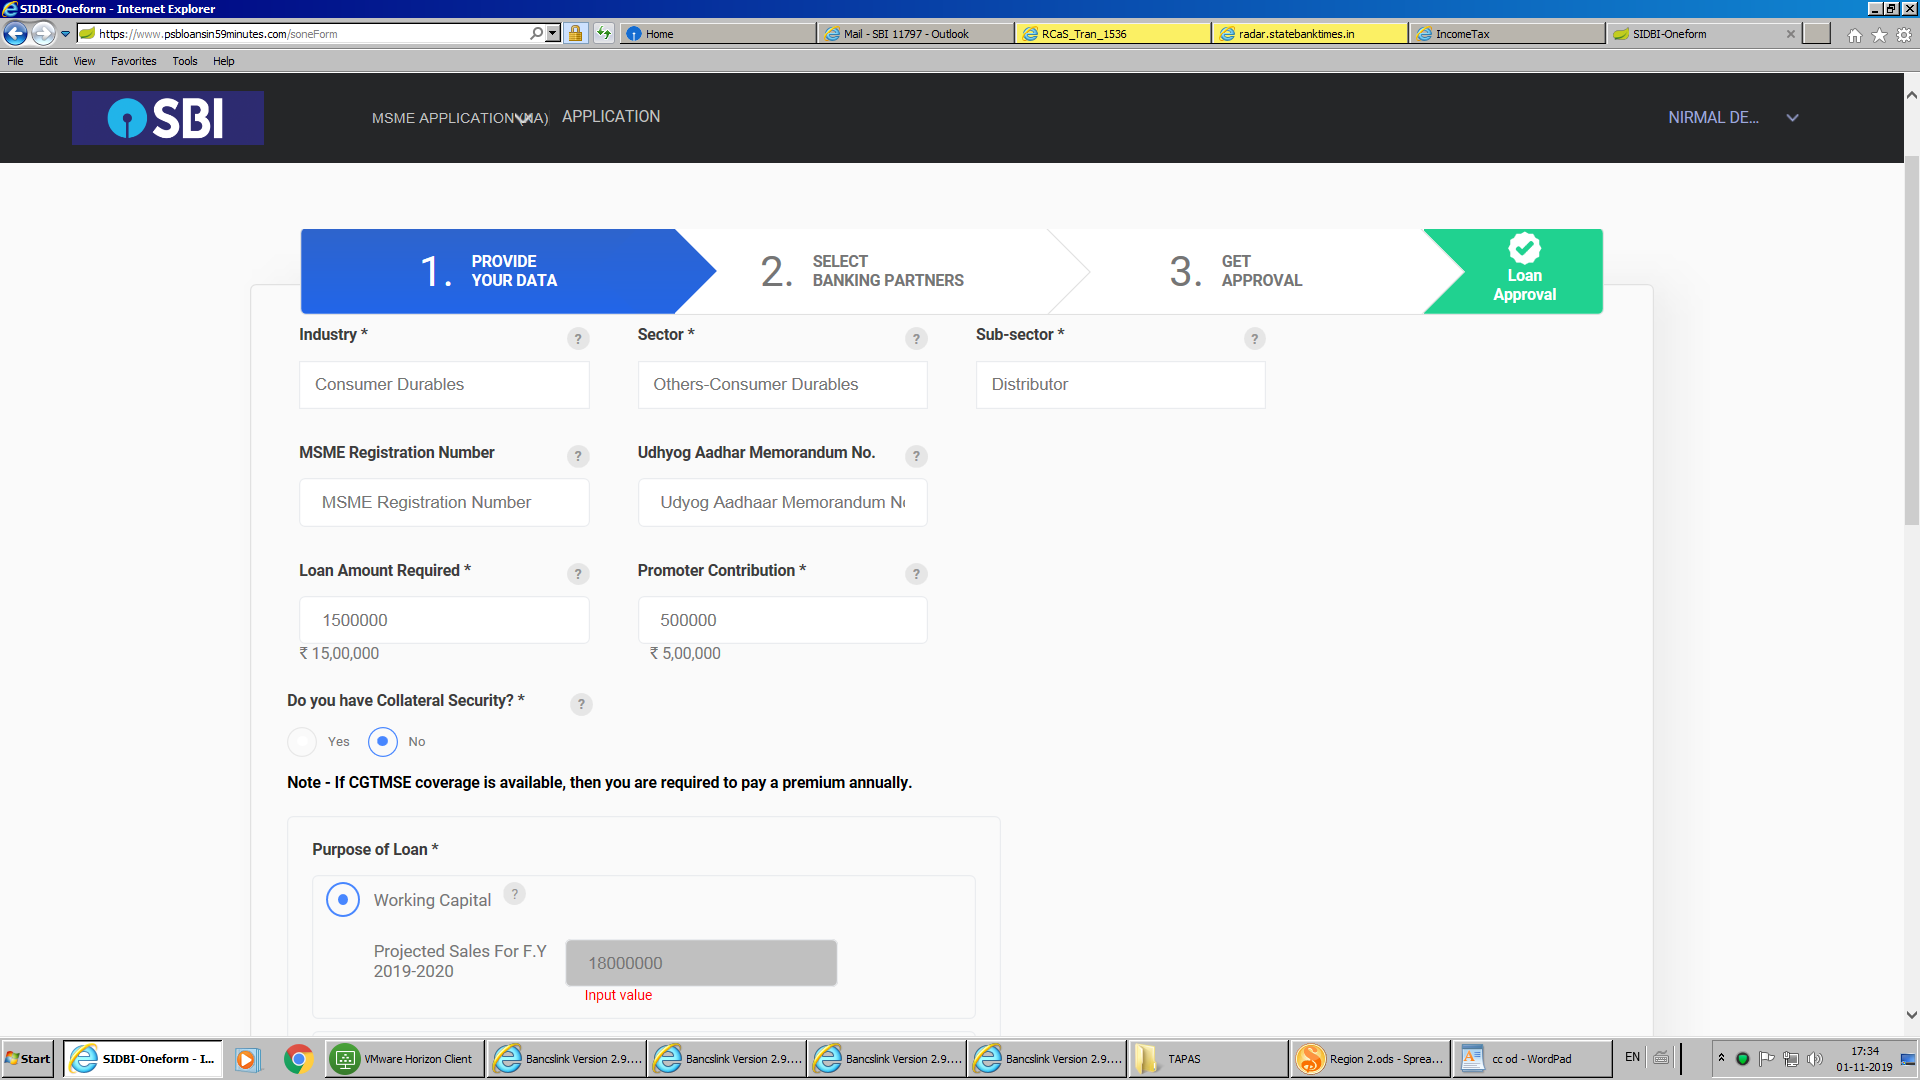 SIDBI-Oneform - Internet Explorer
https://www.psbloansin59minutes.com/soneForm
Home
Mail - SBI 11797 - Outlook
RCaS_Tran_1536
radar.statebanktimes.in
IncomeTax
SIDBI-Oneform
File Edit View Favorites Tools Help
SBI
MSME APPLICATION (NA)
APPLICATION
NIRMAL DE...
1. PROVIDE
YOUR DATA
2. SELECT
BANKING PARTNERS
3. GET
APPROVAL
Loan
Approval
Industry * ? Sector * ? Sub-sector * ?
Consumer Durables Others-Consumer Durables Distributor
MSME Registration Number ? Udhyog Aadhar Memorandum No. ?
MSME Registration Number Udyog Aadhaar Memorandum No
Loan Amount Required * ? Promoter Contribution * ?
1500000 500000
₹ 15,00,000 ₹ 5,00,000
Do you have Collateral Security? * ?
Yes No
Note - If CGTMSE coverage is available, then you are required to pay a premium annually.
Purpose of Loan *
Working Capital ?
Projected Sales For F.Y
2019-2020
18000000
Input value
Start
SIDBI-Oneform - I...
VMware Horizon Client
Bancslink Version 2.9....
Bancslink Version 2.9....
Bancslink Version 2.9....
Bancslink Version 2.9....
TAPAS
Region 2.ods - Sprea...
cc od - WordPad
EN
17:34
01-11-2019